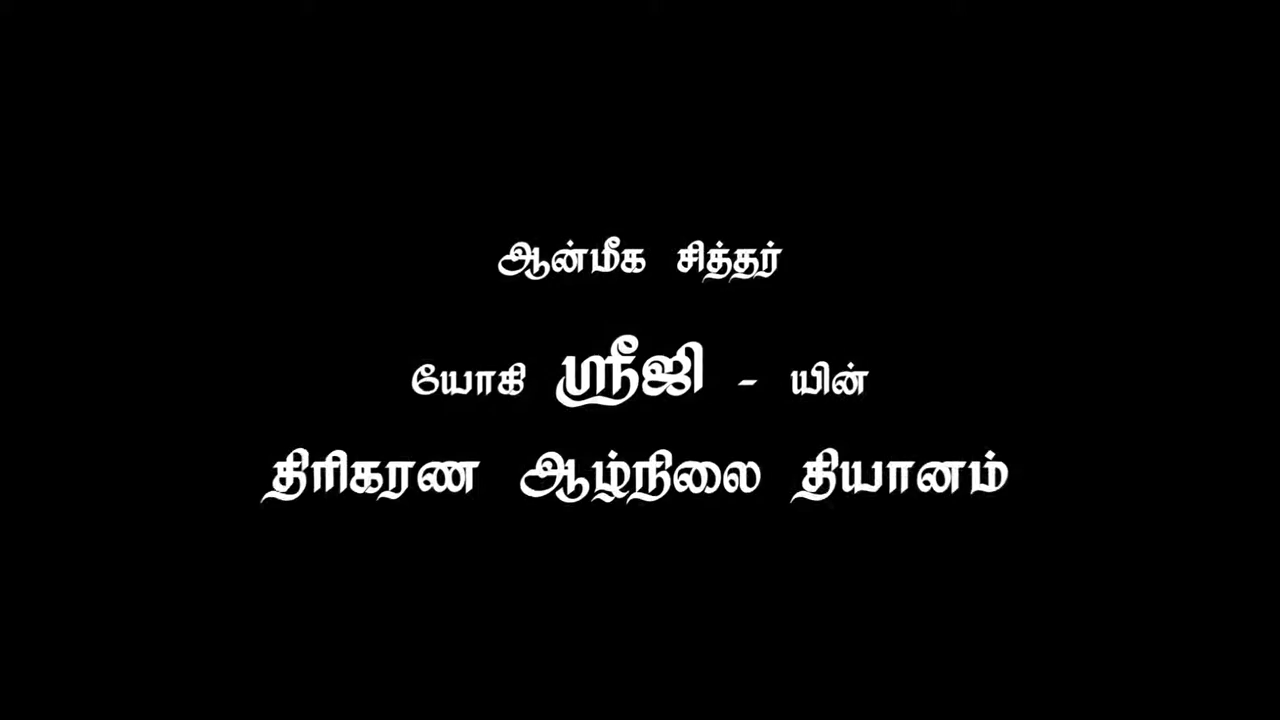 ஆன்மீக சித்தர்
யோகி ஸ்ரீஜி - யின்
திரிகரண ஆழ்நிலை தியானம்